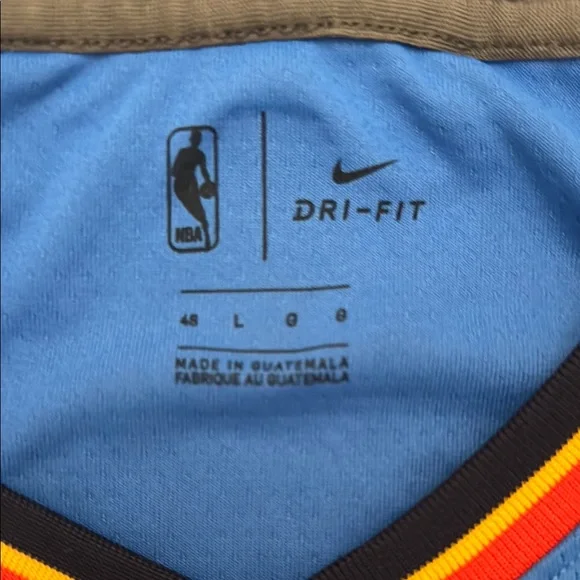 NBA
DRI-FIT
48 L G G
MADE IN GUATEMALA
FABRIQUE AU GUATEMALA